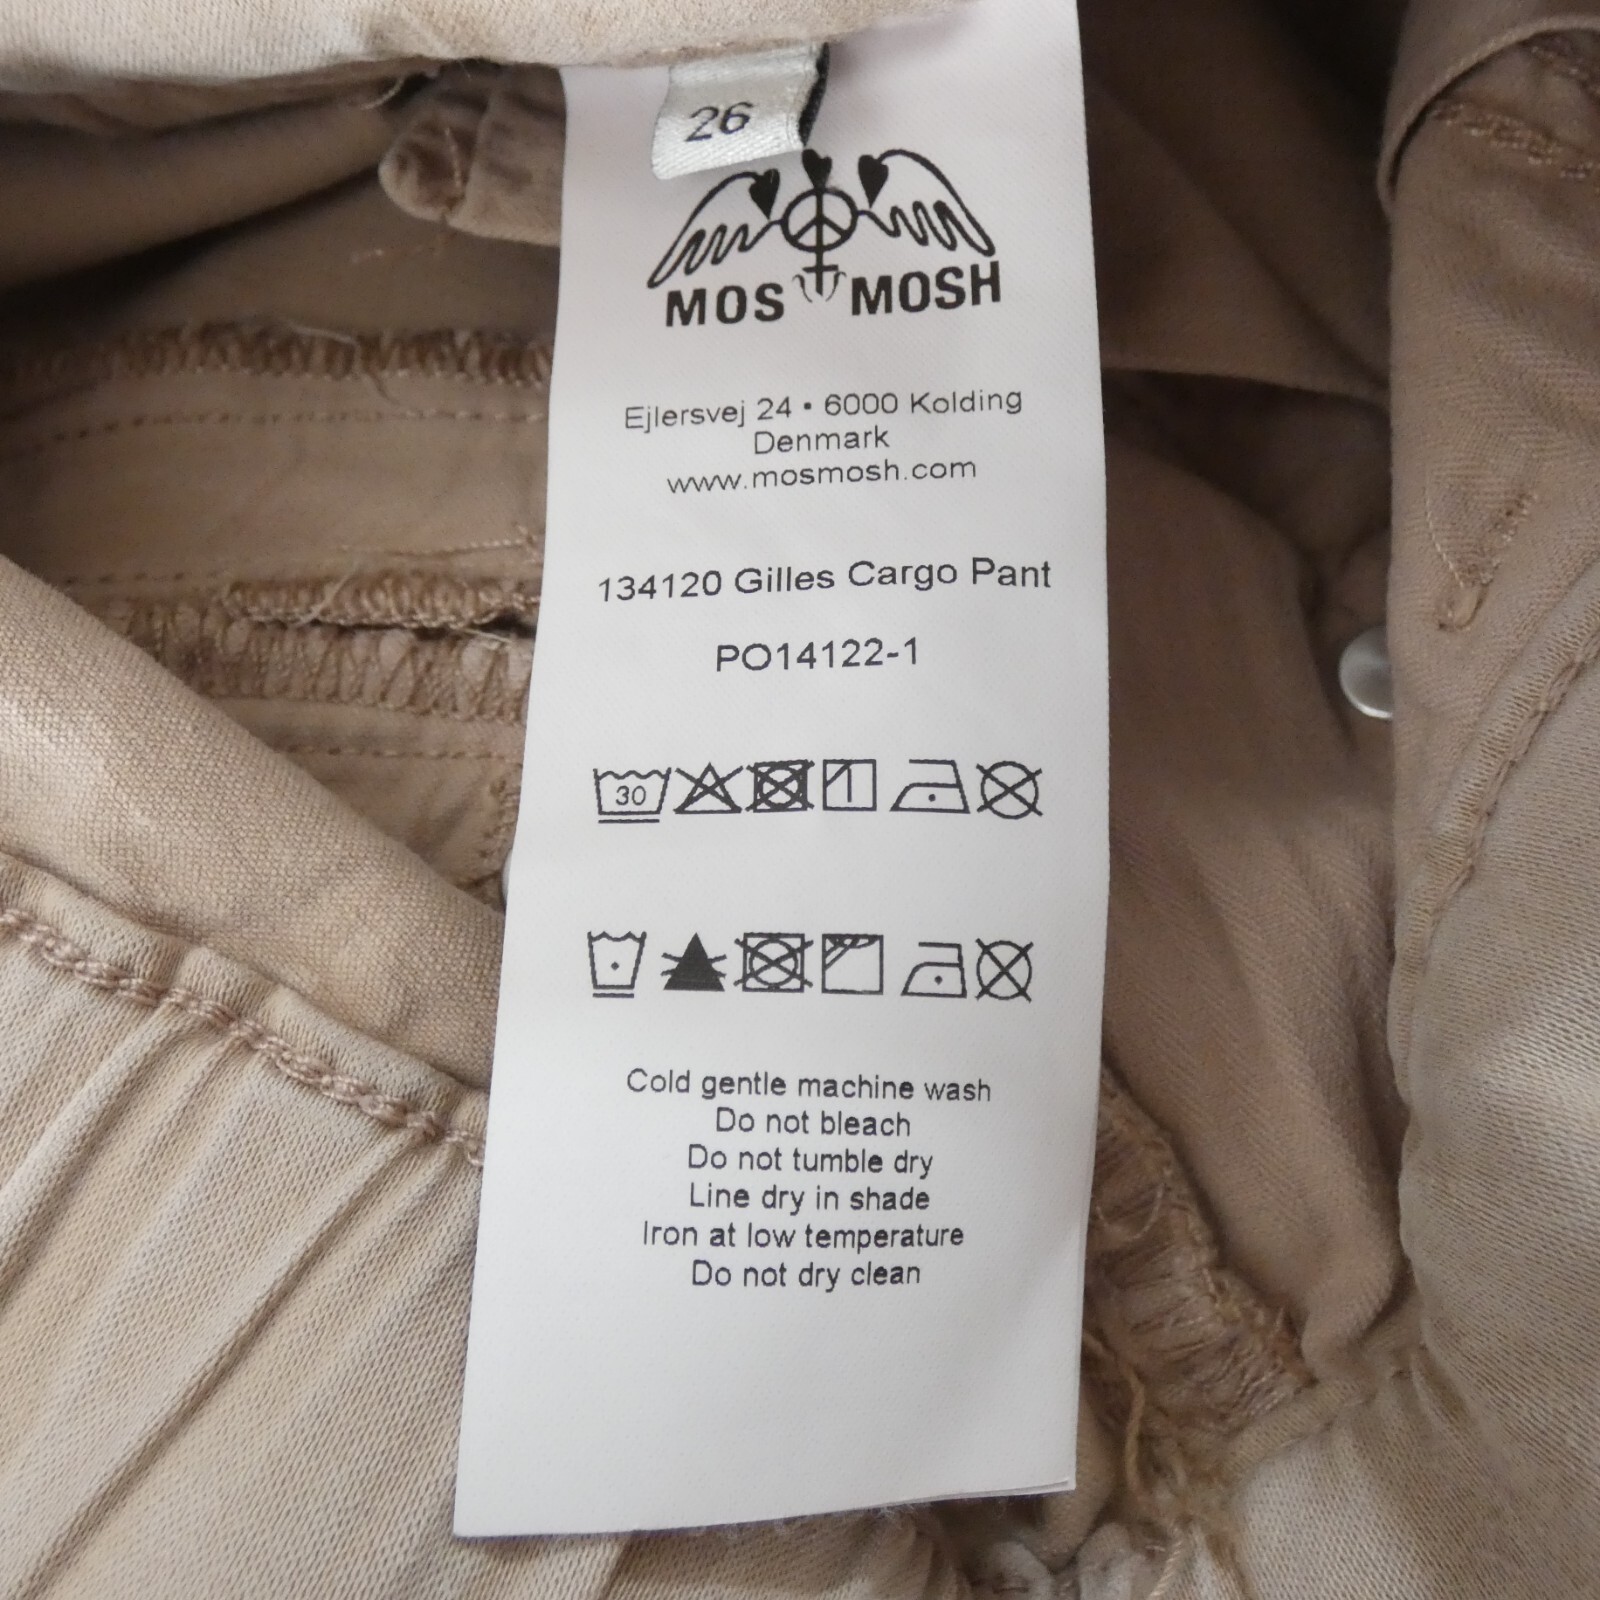 26
MOS MOSH
Ejlersvej 24 • 6000 Kolding
Denmark
www.mosmosh.com
134120 Gilles Cargo Pant
PO14122-1
30
Cold gentle machine wash
Do not bleach
Do not tumble dry
Line dry in shade
Iron at low temperature
Do not dry clean